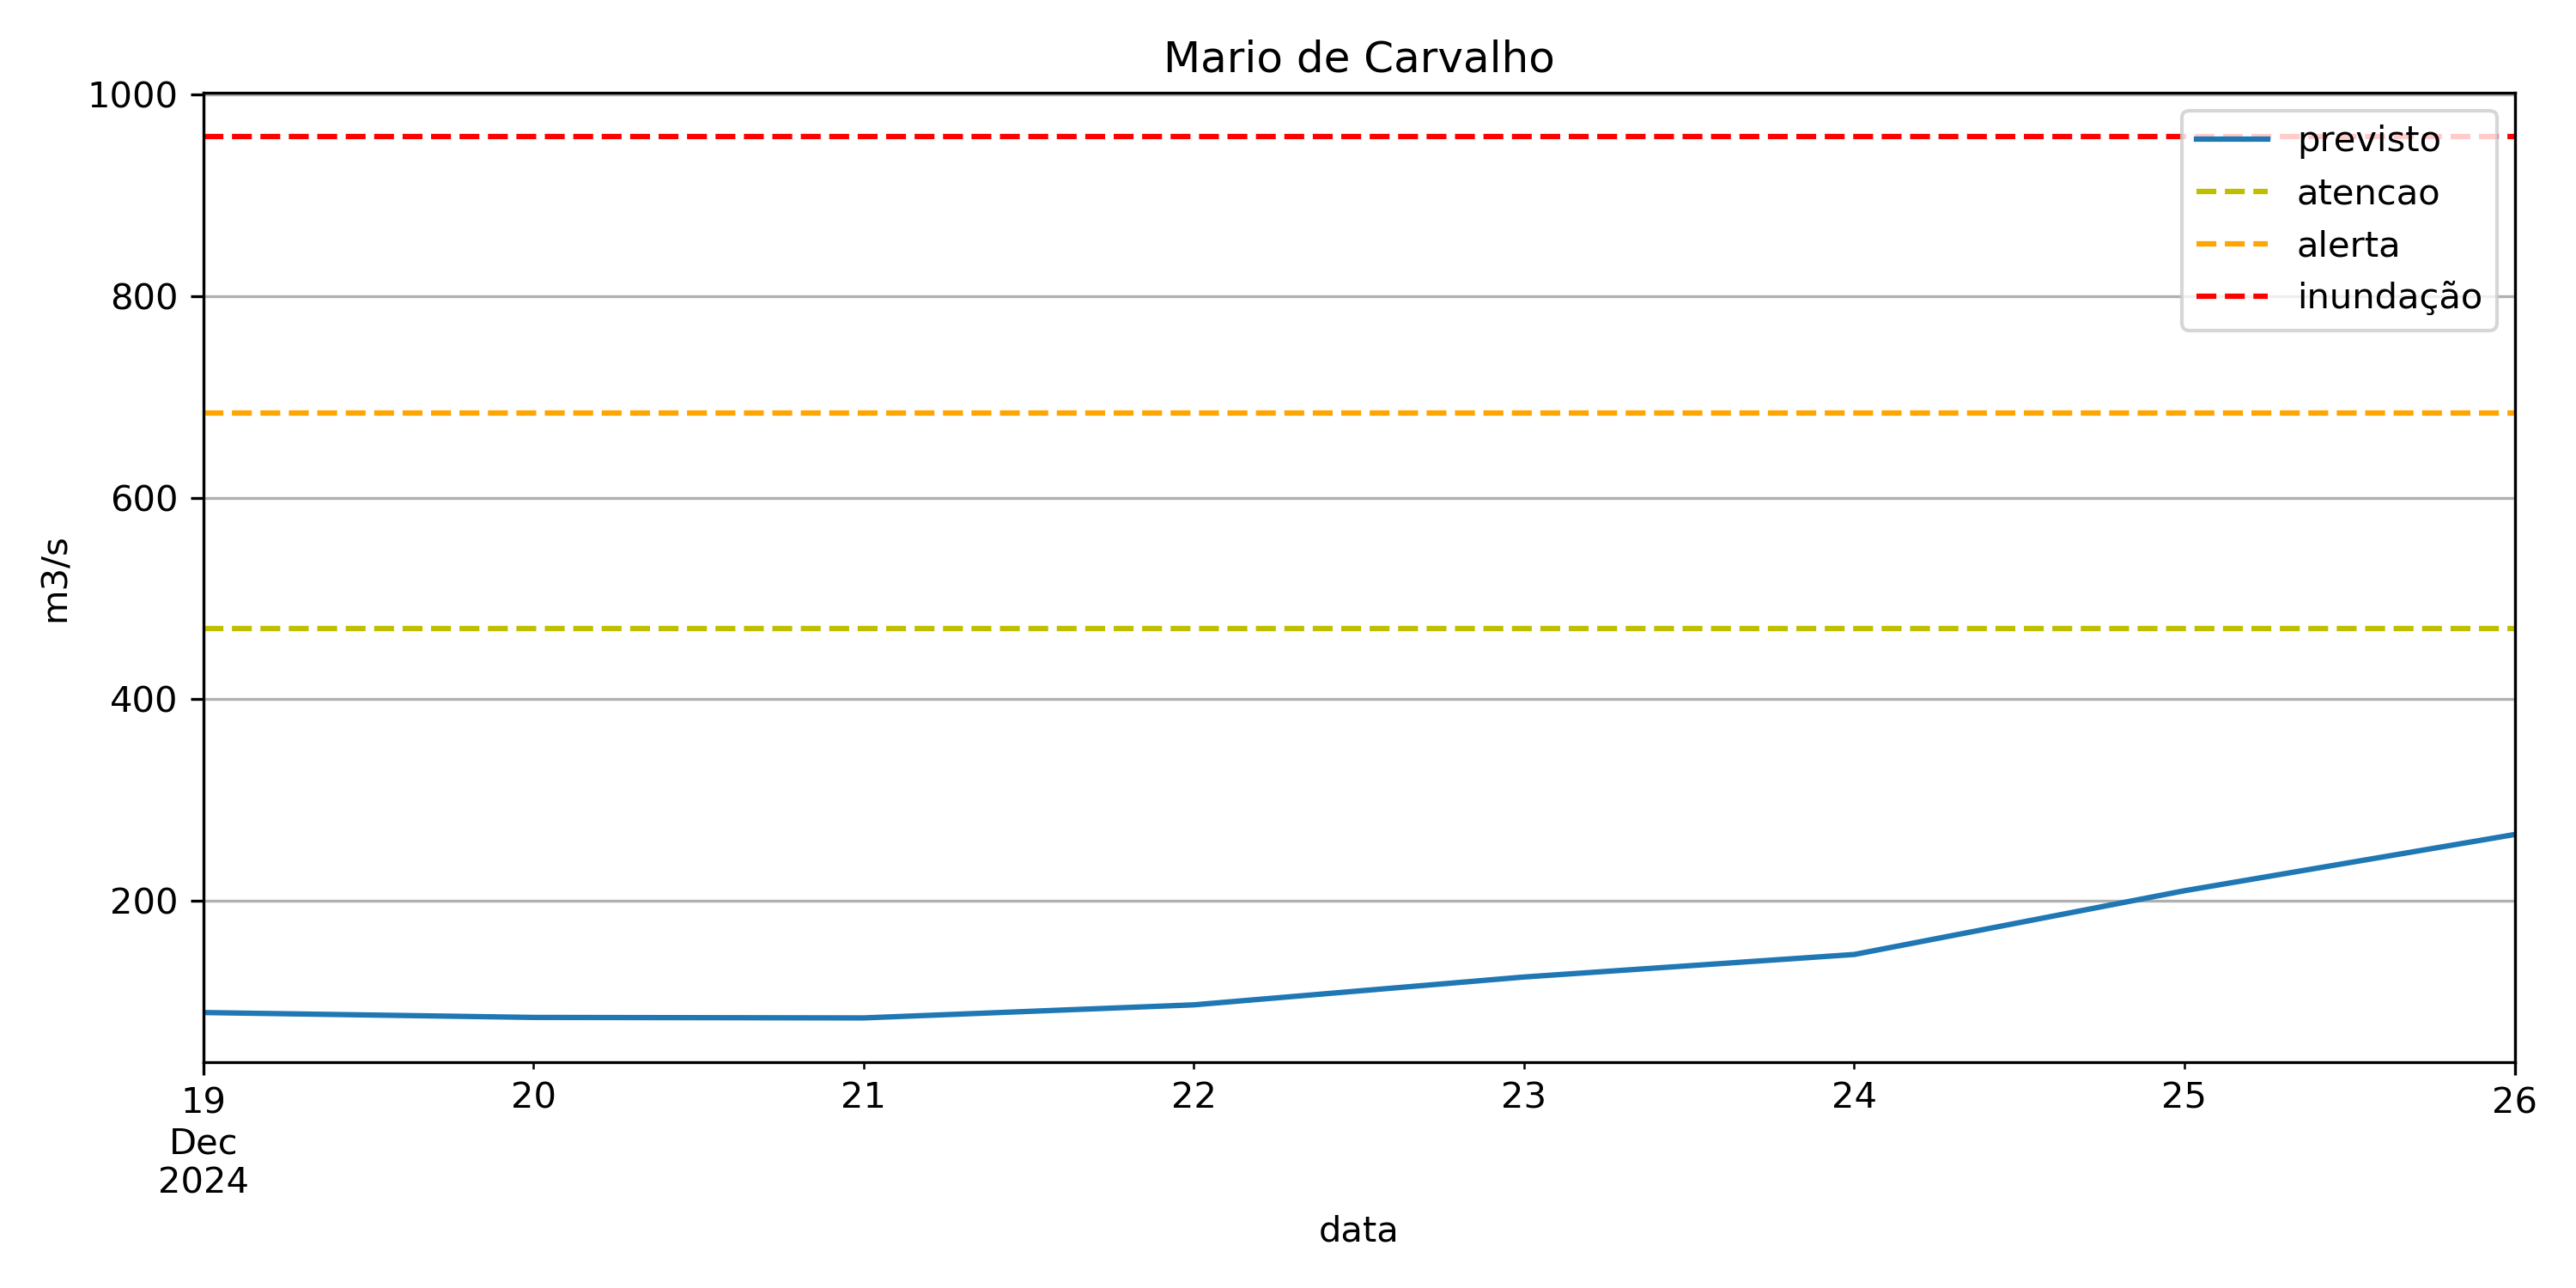 Mario de Carvalho
1000
800
600
400
200
m3/s
previsto
atencao
alerta
inundação
19
Dec
2024
20
21
22
23
24
25
26
data